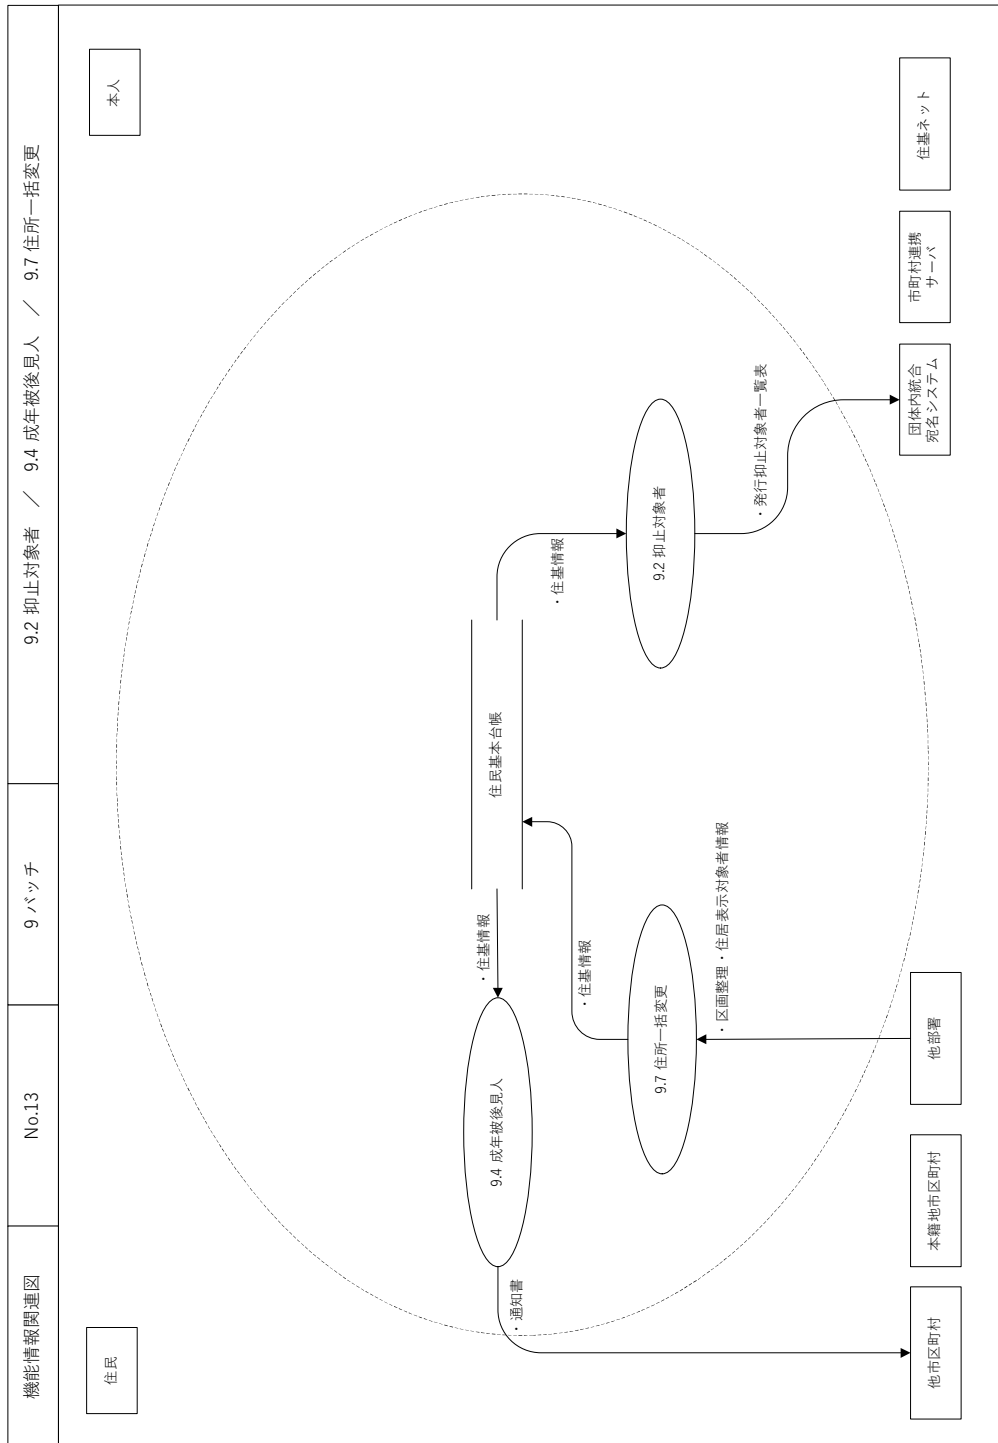 機能情報関連図
No.13
9 バッチ
9.2 抑止対象者 ／ 9.4 成年被後見人 ／ 9.7 住所一括変更
住民
本人
・住基情報
住民基本台帳
・住基情報
9.4 成年被後見人
・通知書
・住基情報
9.2 抑止対象者
9.7 住所一括変更
・発行抑止対象者一覧表
・区画整理・住居表示対象者情報
他市区町村
本籍地市区町村
他部署
団体内統合
宛名システム
市町村連携
サーバ
住基ネット